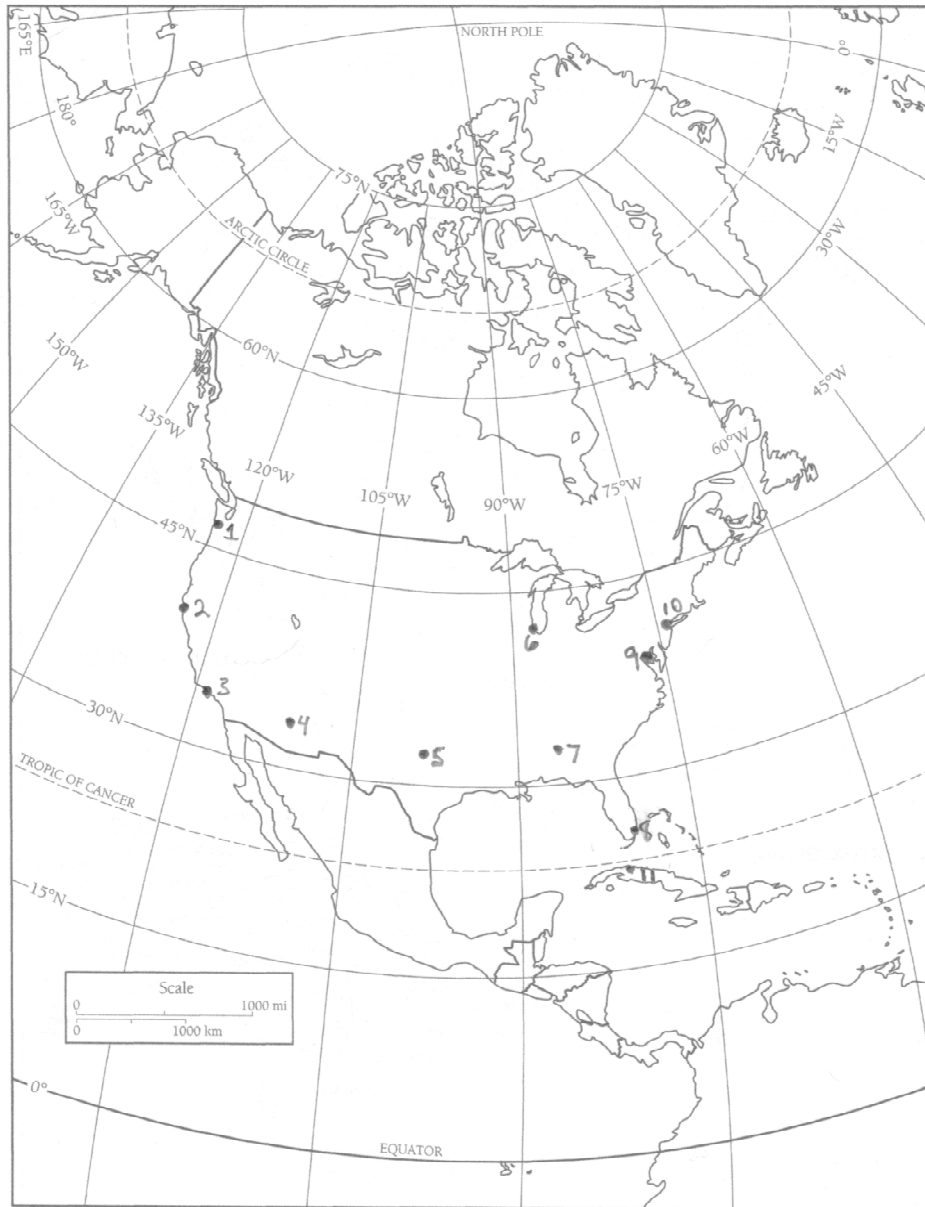 165°E
NORTH POLE
0°
180°
15°W
75°N
165°W
30°W
ARCTIC CIRCLE
150°W
60°N
45°W
135°W
60°W
120°W
105°W
90°W
75°W
45°N
1
2
10
6
9
3
30°N
4
5
7
TROPIC OF CANCER
8
11
15°N
Scale
0 1000 mi
0 1000 km
0°
EQUATOR